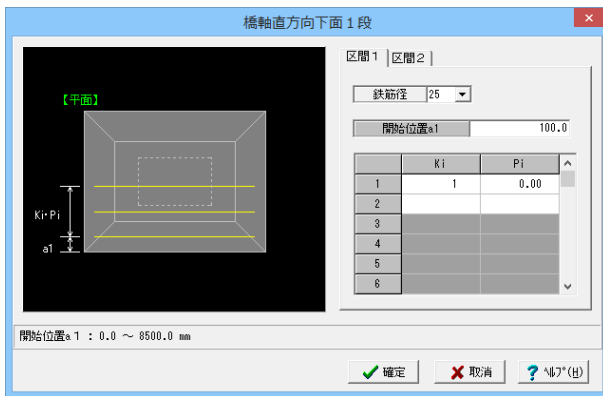 橋軸直方向下面1段
区間1 区間2
【平面】
Ki・Pi
a1
鉄筋径 25
開始位置a1 100.0
Ki Pi
1 1 0.00
2
3
4
5
6
開始位置a1 : 0.0 ～ 8500.0 mm
確定 取消 ヘルプ(H)